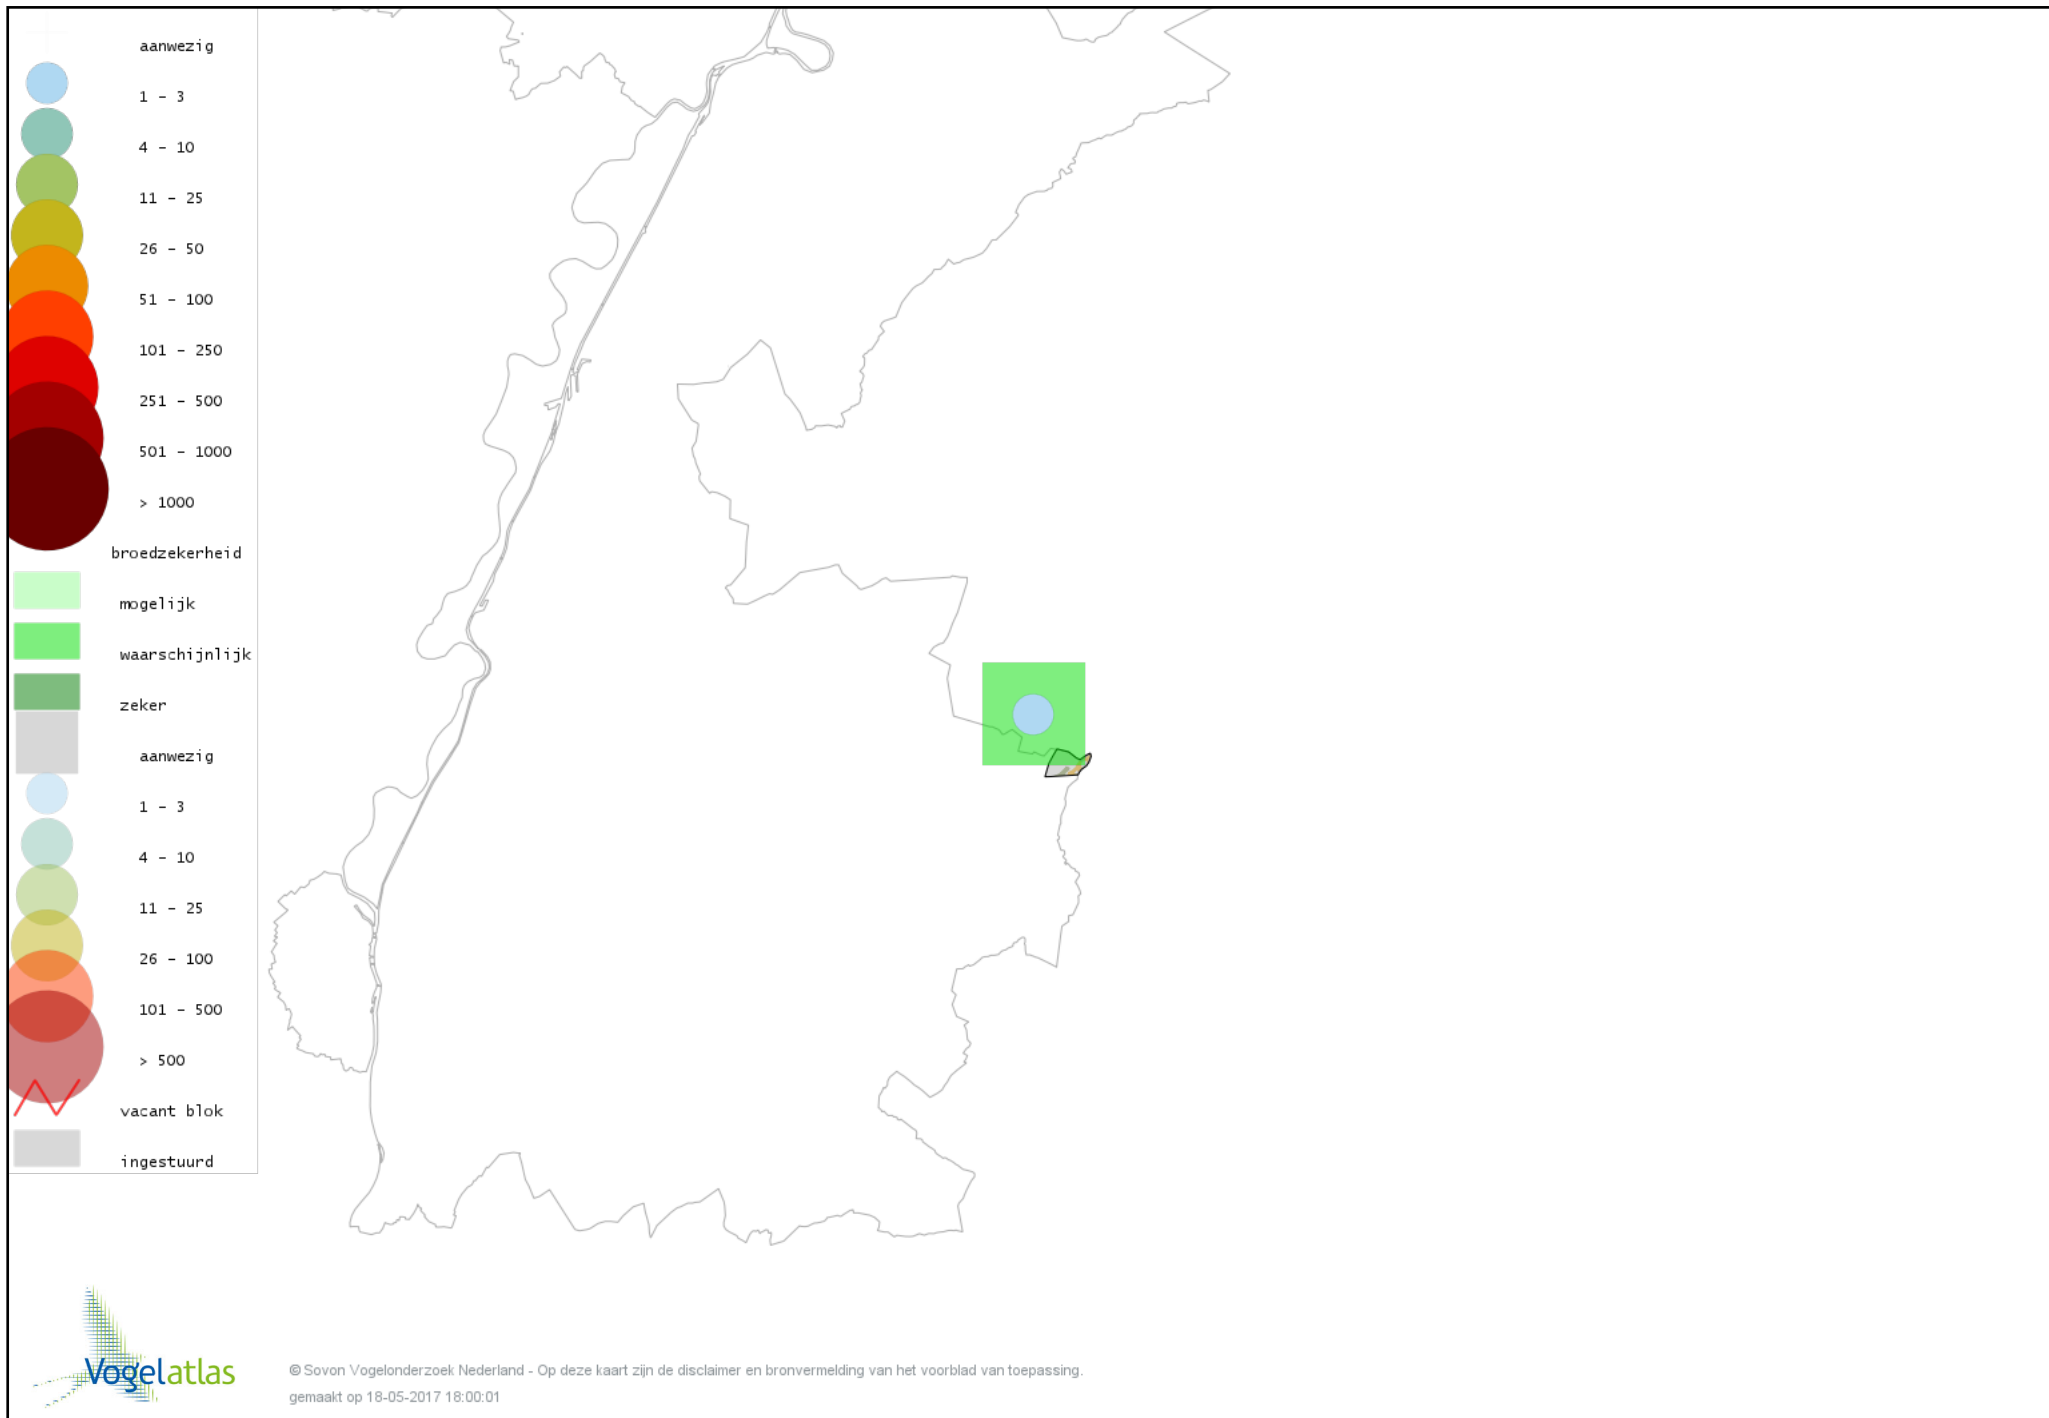 aanwezig
1 - 3
4 - 10
11 - 25
26 - 50
51 - 100
101 - 250
251 - 500
501 - 1000
> 1000
broedzekerheid
mogelijk
waarschijnlijk
zeker
aanwezig
1 - 3
4 - 10
11 - 25
26 - 100
101 - 500
> 500
vacant blok
ingestuurd
Vogelatlas
© Sovon Vogelonderzoek Nederland - Op deze kaart zijn de disclaimer en bronvermelding van het voorblad van toepassing.
gemaakt op 18-05-2017 18:00:01